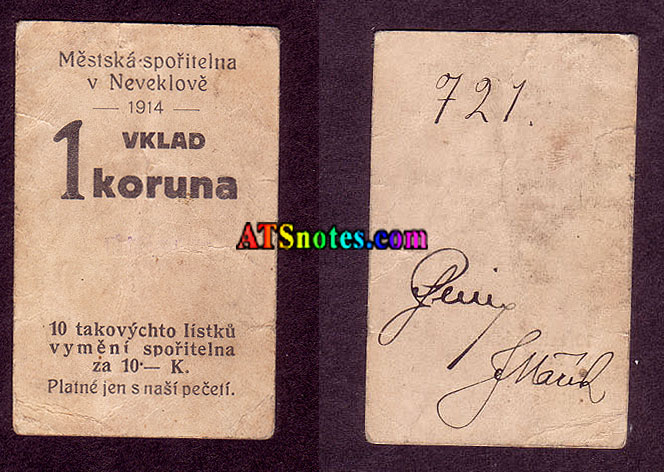 Městská spořitelna
v Neveklově
— 1914 —
1 VKLAD
koruna
10 takovýchto lístků
vymění spořitelna
za 10·— K.
Platné jen s naší pečetí.
721.
ATSnotes.com